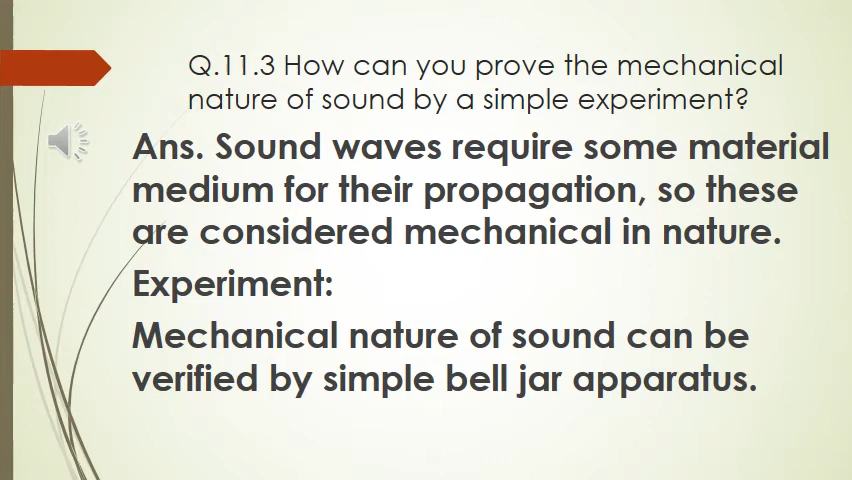 Q.11.3 How can you prove the mechanical
nature of sound by a simple experiment?
Ans. Sound waves require some material
medium for their propagation, so these
are considered mechanical in nature.
Experiment:
Mechanical nature of sound can be
verified by simple bell jar apparatus.